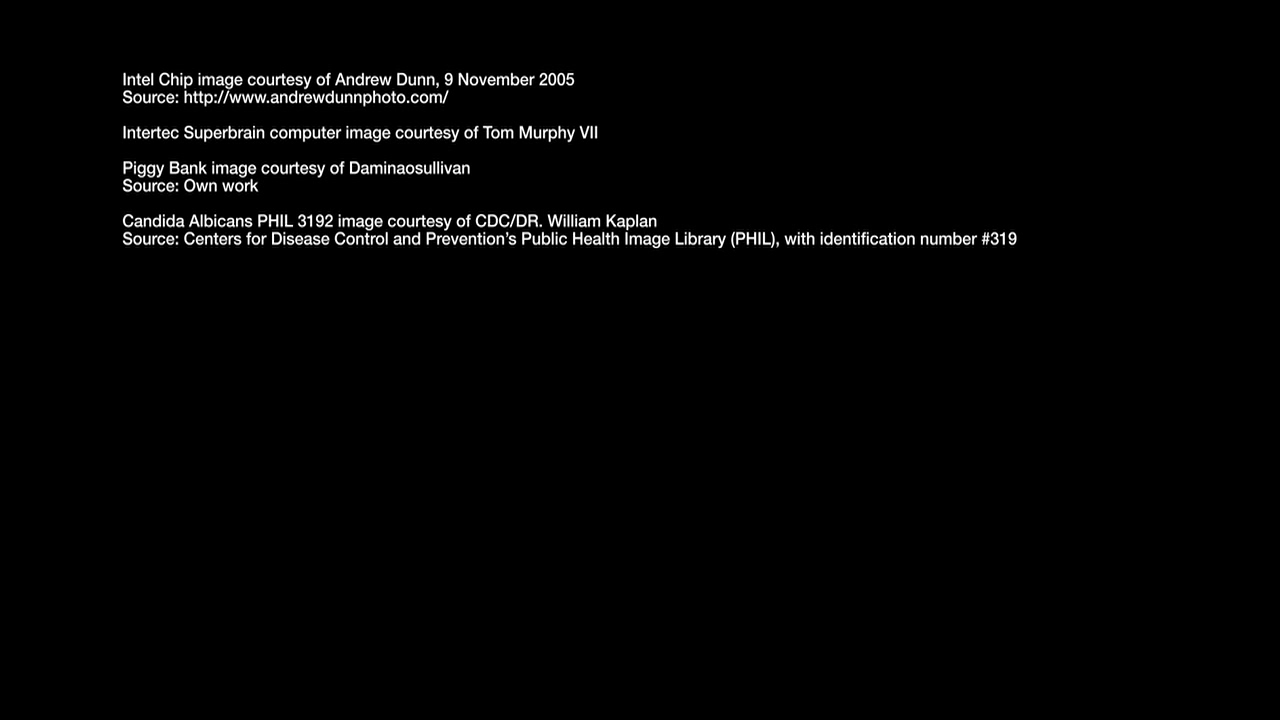 Intel Chip image courtesy of Andrew Dunn, 9 November 2005
Source: http://www.andrewdunnphoto.com/
Intertec Superbrain computer image courtesy of Tom Murphy VII
Piggy Bank image courtesy of Daminaosullivan
Source: Own work
Candida Albicans PHIL 3192 image courtesy of CDC/DR. William Kaplan
Source: Centers for Disease Control and Prevention’s Public Health Image Library (PHIL), with identification number #319